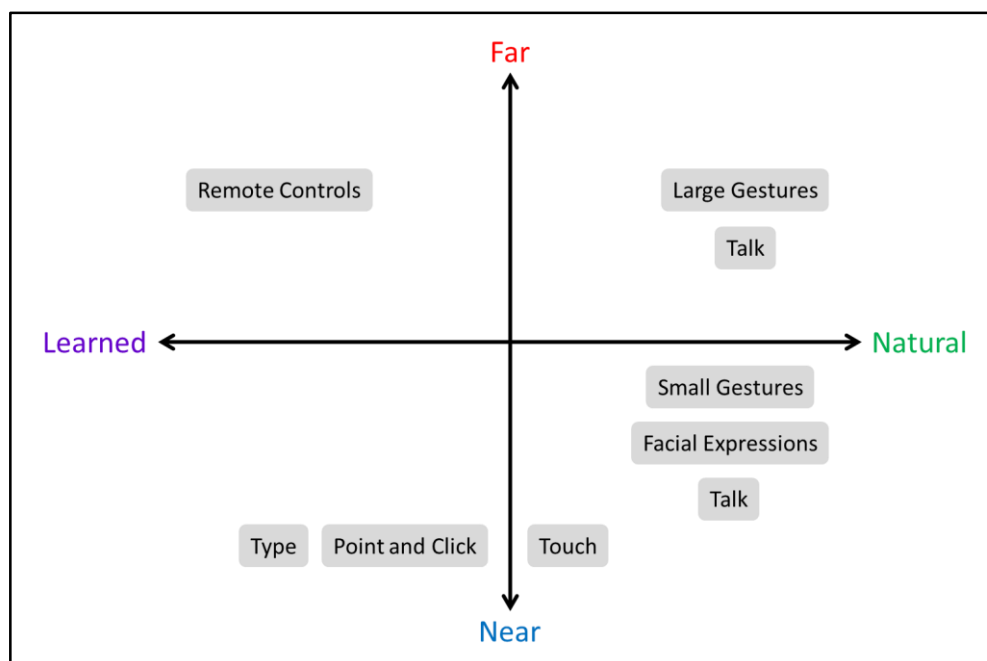 Far
Remote Controls
Large Gestures
Talk
Learned
Natural
Small Gestures
Facial Expressions
Talk
Type
Point and Click
Touch
Near